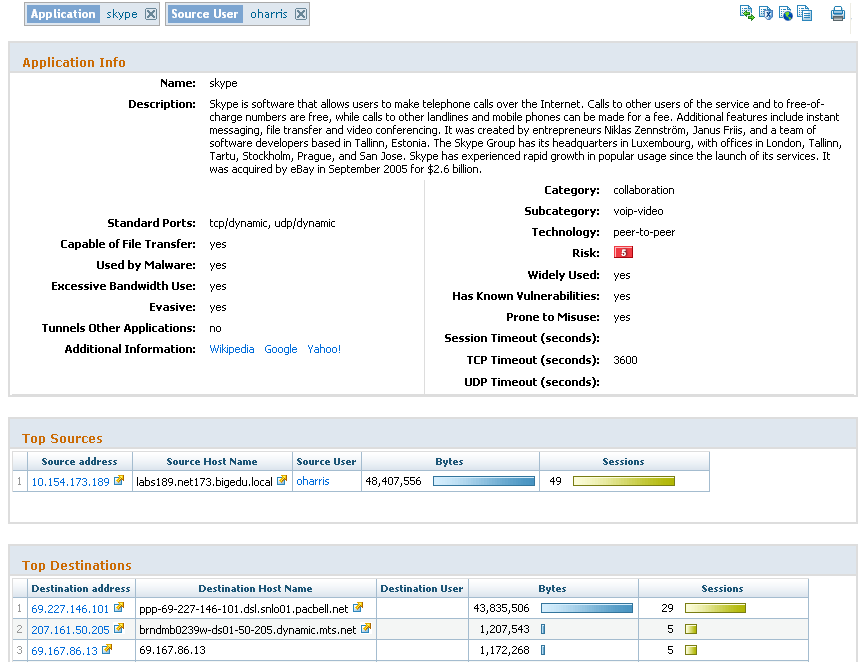 Application skype Source User oharris
Application Info
Name: skype
Description: Skype is software that allows users to make telephone calls over the Internet. Calls to other users of the service and to free-of-
charge numbers are free, while calls to other landlines and mobile phones can be made for a fee. Additional features include instant
messaging, file transfer and video conferencing. It was created by entrepreneurs Niklas Zennström, Janus Friis, and a team of
software developers based in Tallinn, Estonia. The Skype Group has its headquarters in Luxembourg, with offices in London, Tallinn,
Tartu, Stockholm, Prague, and San Jose. Skype has experienced rapid growth in popular usage since the launch of its services. It
was acquired by eBay in September 2005 for $2.6 billion.
Standard Ports: tcp/dynamic, udp/dynamic
Capable of File Transfer: yes
Used by Malware: yes
Excessive Bandwidth Use: yes
Evasive: yes
Tunnels Other Applications: no
Additional Information: Wikipedia Google Yahoo!
Category: collaboration
Subcategory: voip-video
Technology: peer-to-peer
Risk: 5
Widely Used: yes
Has Known Vulnerabilities: yes
Prone to Misuse: yes
Session Timeout (seconds):
TCP Timeout (seconds): 3600
UDP Timeout (seconds):
Top Sources
Source address Source Host Name Source User Bytes Sessions
1 10.154.173.189 labs189.net173.bigedu.local oharris 48,407,556 49
Top Destinations
Destination address Destination Host Name Destination User Bytes Sessions
1 69.227.146.101 ppp-69-227-146-101.dsl.snlo01.pacbell.net 43,835,506 29
2 207.161.50.205 brndmb0239w-ds01-50-205.dynamic.mts.net 1,207,543 5
3 69.167.86.13 69.167.86.13 1,172,268 5